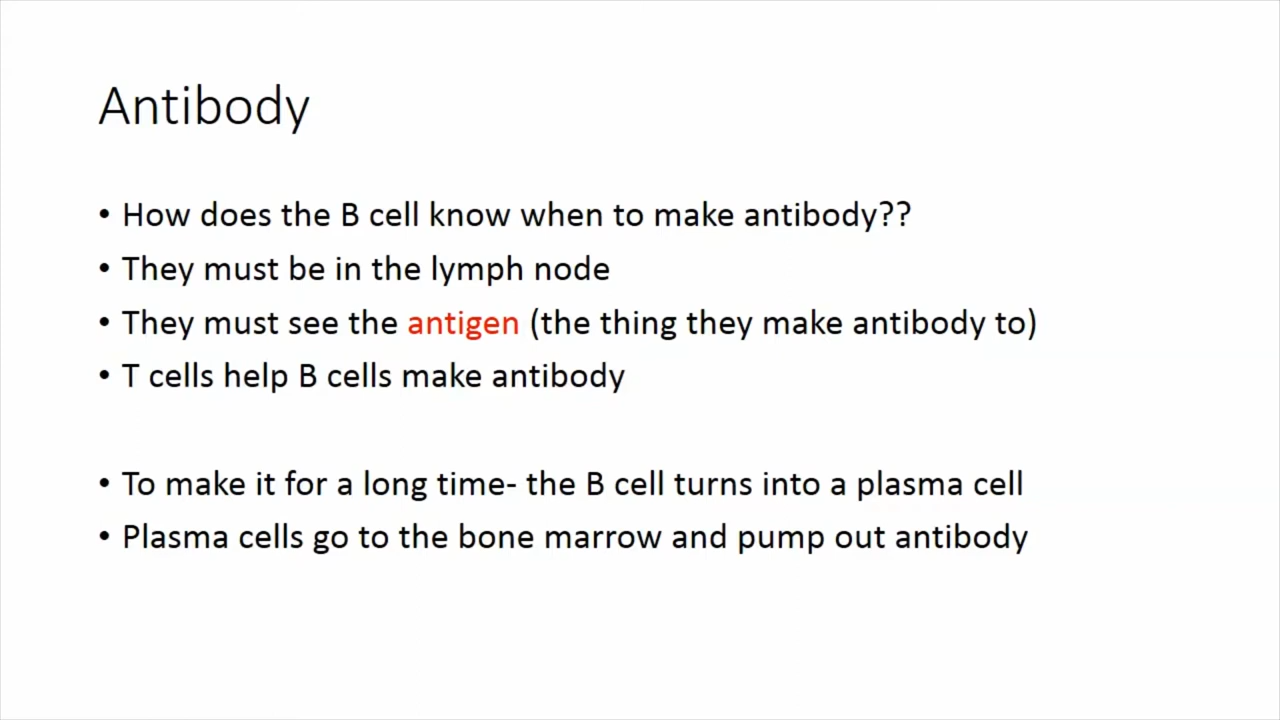 Antibody
• How does the B cell know when to make antibody??
• They must be in the lymph node
• They must see the antigen (the thing they make antibody to)
• T cells help B cells make antibody
• To make it for a long time- the B cell turns into a plasma cell
• Plasma cells go to the bone marrow and pump out antibody